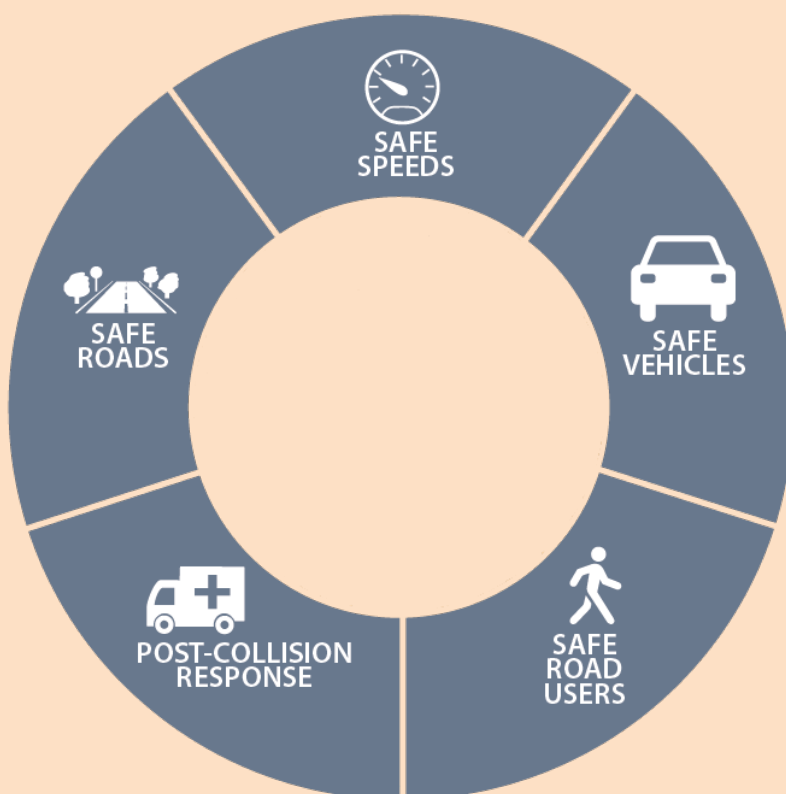 SAFE
SPEEDS
SAFE
VEHICLES
SAFE
ROAD
USERS
POST-COLLISION
RESPONSE
SAFE
ROADS